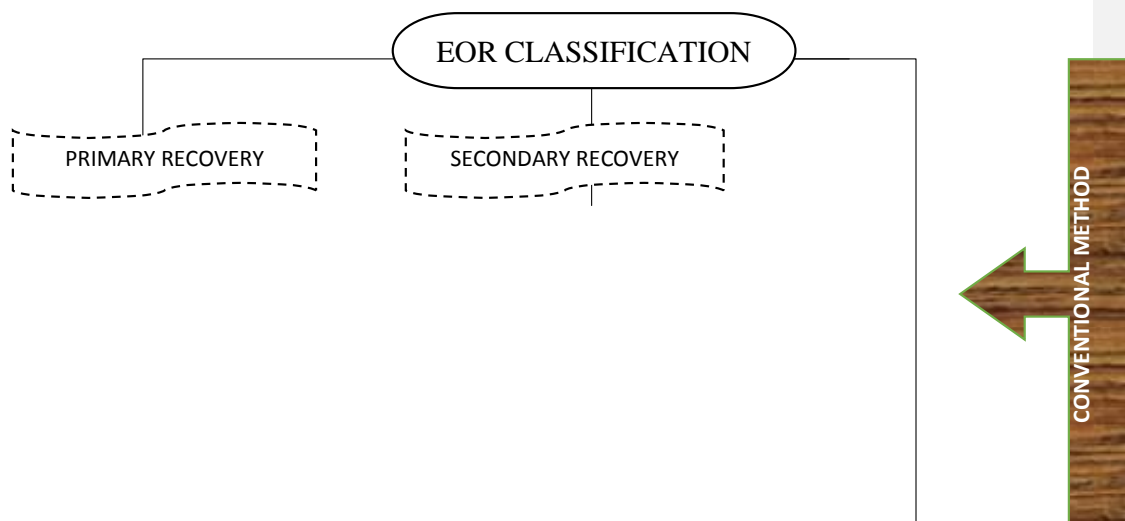 EOR CLASSIFICATION
PRIMARY RECOVERY
SECONDARY RECOVERY
CONVENTIONAL METHOD